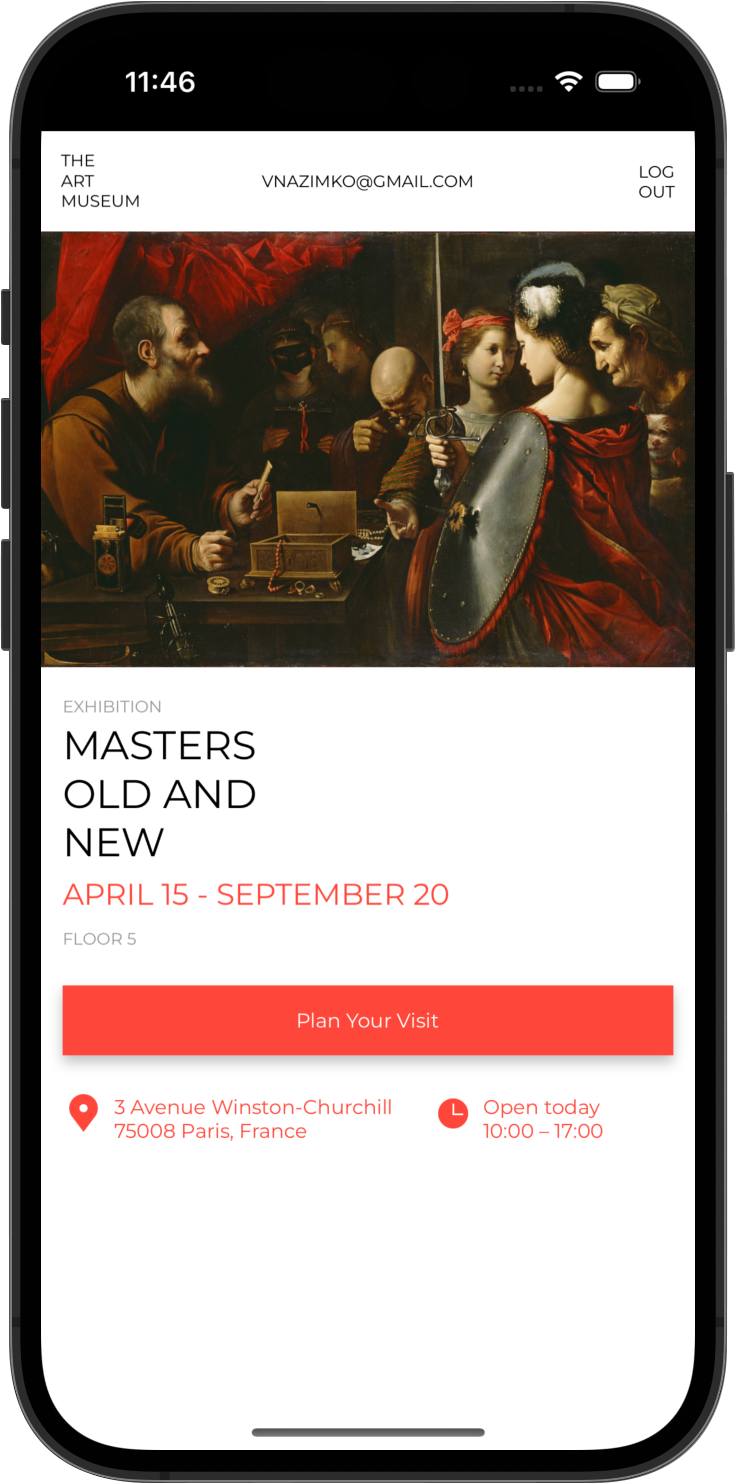 11:46
THE
ART
MUSEUM
VNAZIMKO@GMAIL.COM
LOG
OUT
EXHIBITION
MASTERS
OLD AND
NEW
APRIL 15 - SEPTEMBER 20
FLOOR 5
Plan Your Visit
3 Avenue Winston-Churchill
75008 Paris, France
Open today
10:00 – 17:00